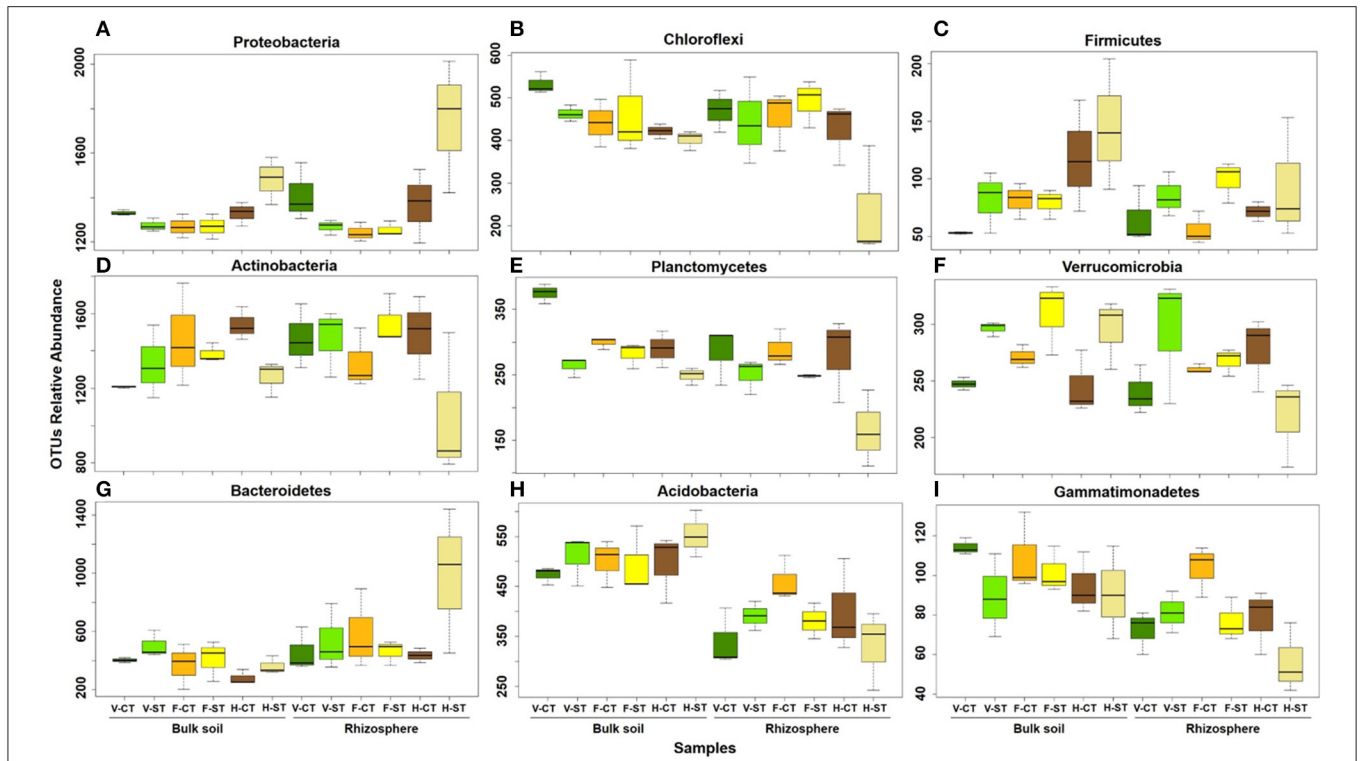 A
Proteobacteria
2000
1600
1200
B
Chloroflexi
600
500
400
300
200
C
Firmicutes
200
150
100
50
D
Actinobacteria
1600
1200
800
E
Planctomycetes
350
250
150
F
Verrucomicrobia
300
250
200
G
Bacteroidetes
1400
1000
600
200
H
Acidobacteria
550
450
350
250
I
Gammatimonadetes
120
100
80
60
40
OTUs Relative Abundance
V-CT V-ST F-CT F-ST H-CT H-ST V-CT V-ST F-CT F-ST H-CT H-ST
Bulk soil Rhizosphere
V-CT V-ST F-CT F-ST H-CT H-ST V-CT V-ST F-CT F-ST H-CT H-ST
Bulk soil Rhizosphere
V-CT V-ST F-CT F-ST H-CT H-ST V-CT V-ST F-CT F-ST H-CT H-ST
Bulk soil Rhizosphere
Samples